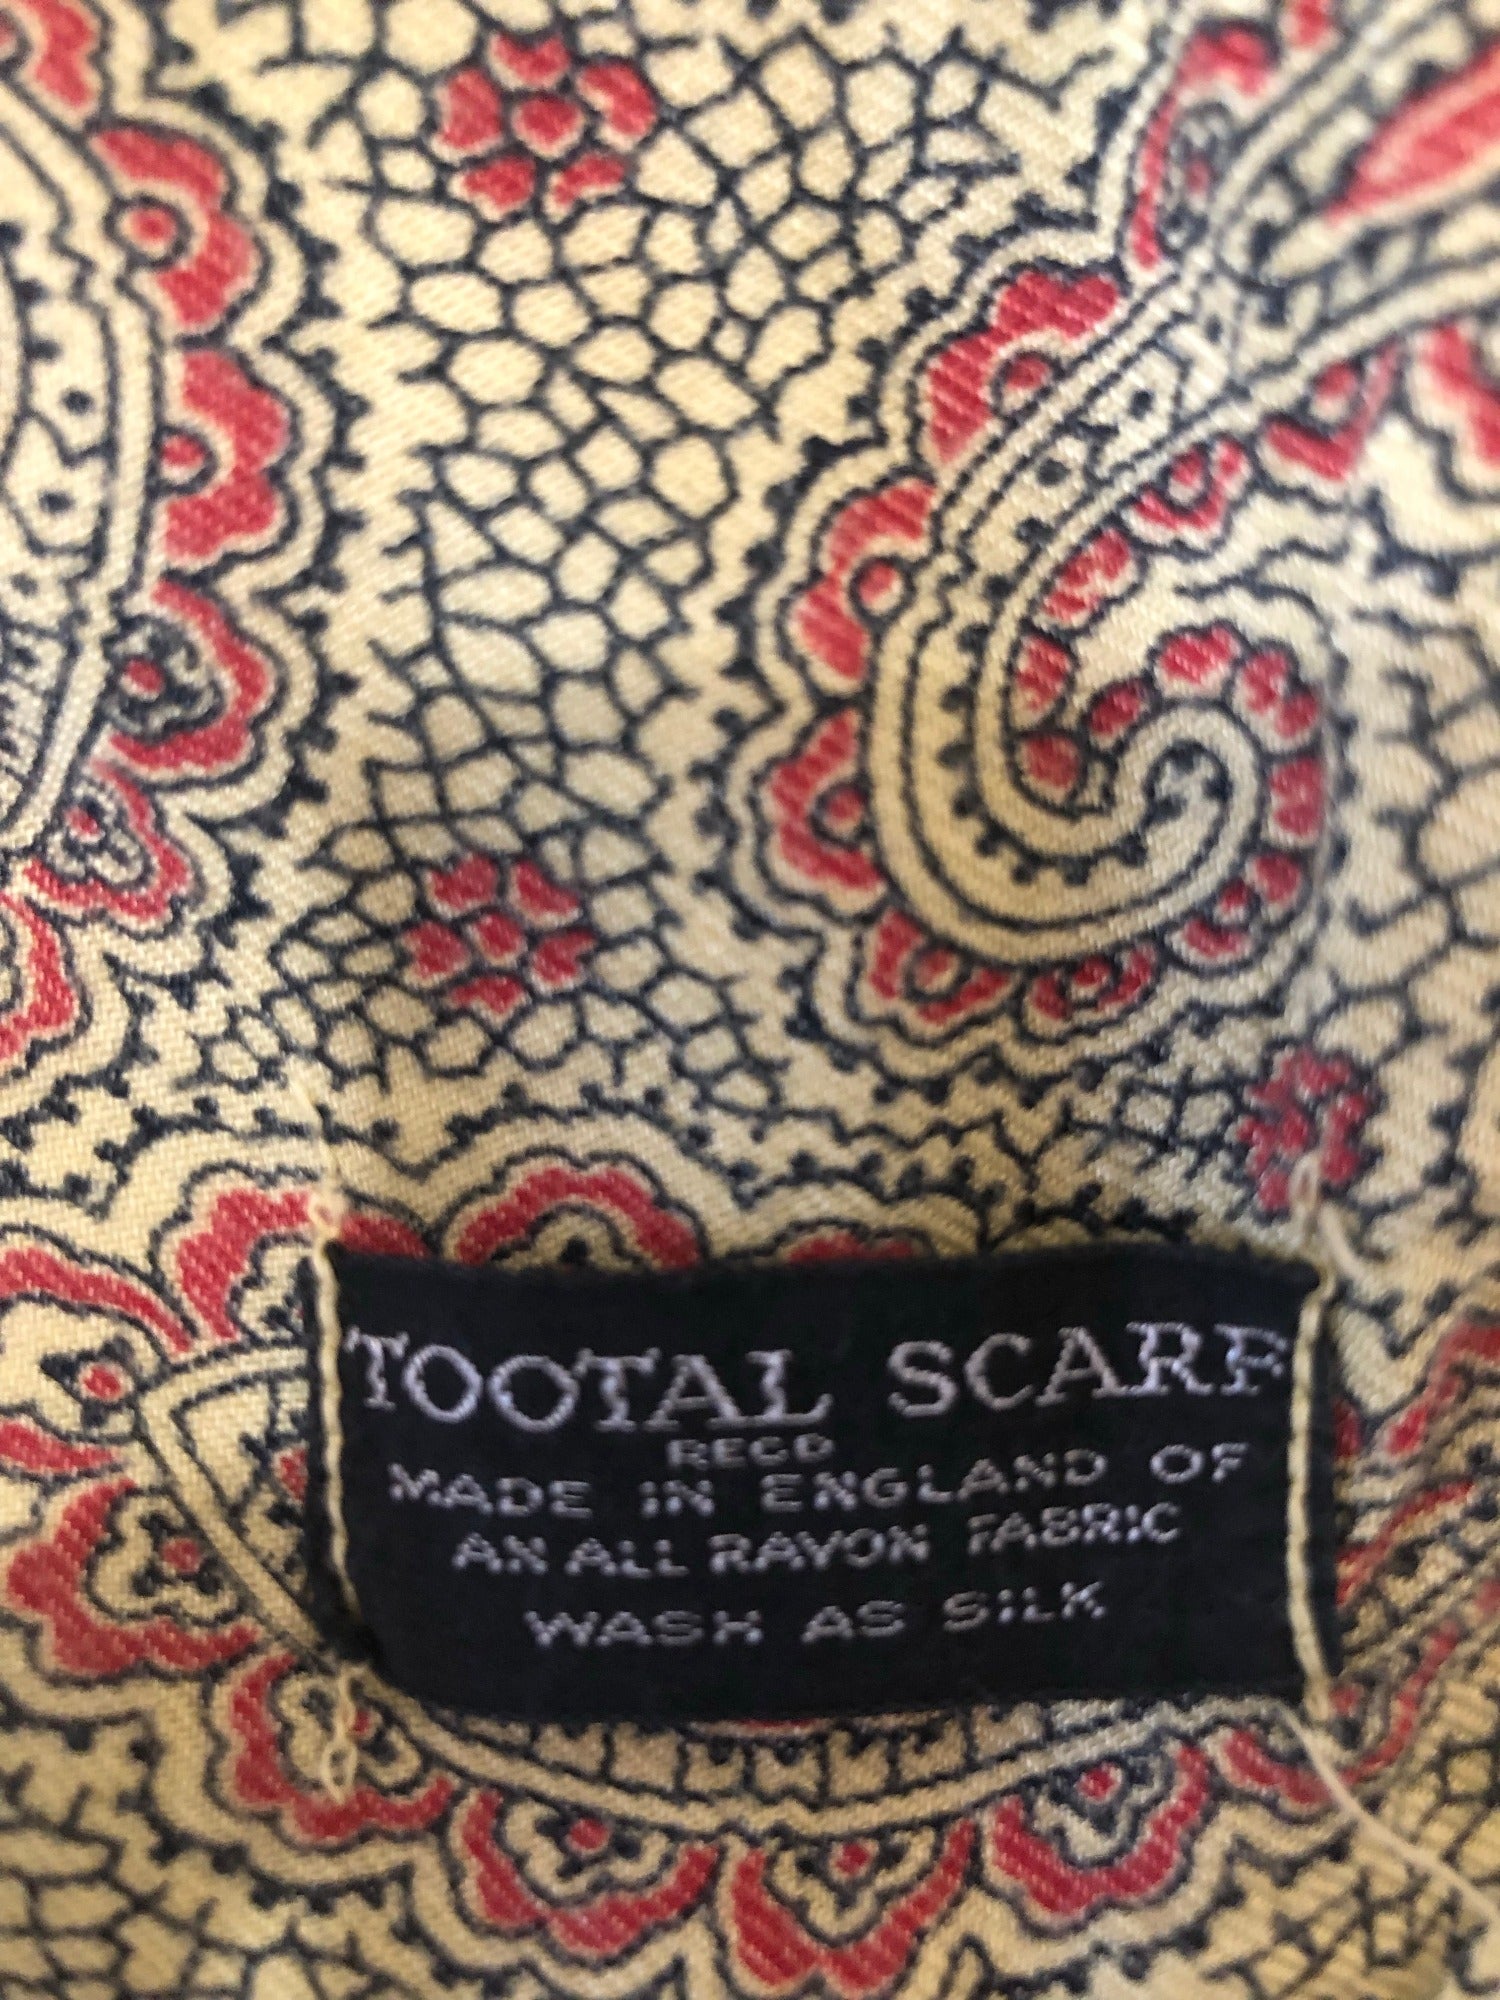 TOOTAL SCARF
REGD
MADE IN ENGLAND OF
AN ALL RAYON FABRIC
WASH AS SILK